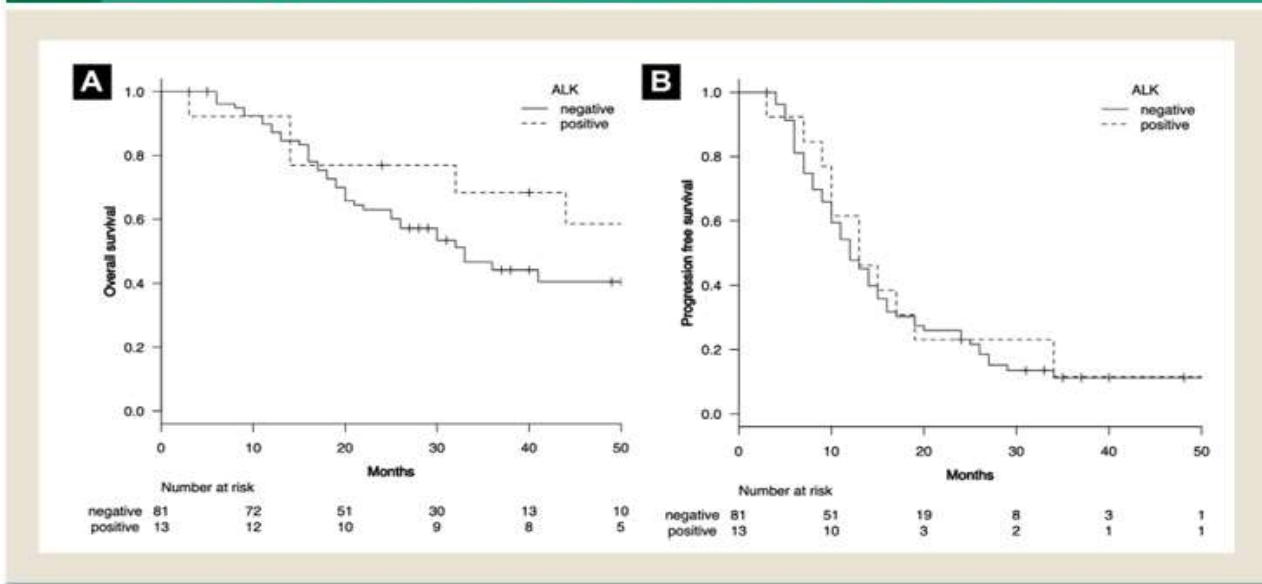 A
ALK
negative
positive
Overall survival
1.0
0.8
0.6
0.4
0.2
0.0
0 10 20 30 40 50
Months
Number at risk
negative 81 72 51 30 13 10
positive 13 12 10 9 8 5
B
ALK
negative
positive
Progression free survival
1.0
0.8
0.6
0.4
0.2
0.0
0 10 20 30 40 50
Months
Number at risk
negative 81 51 19 8 3 1
positive 13 10 3 2 1 1